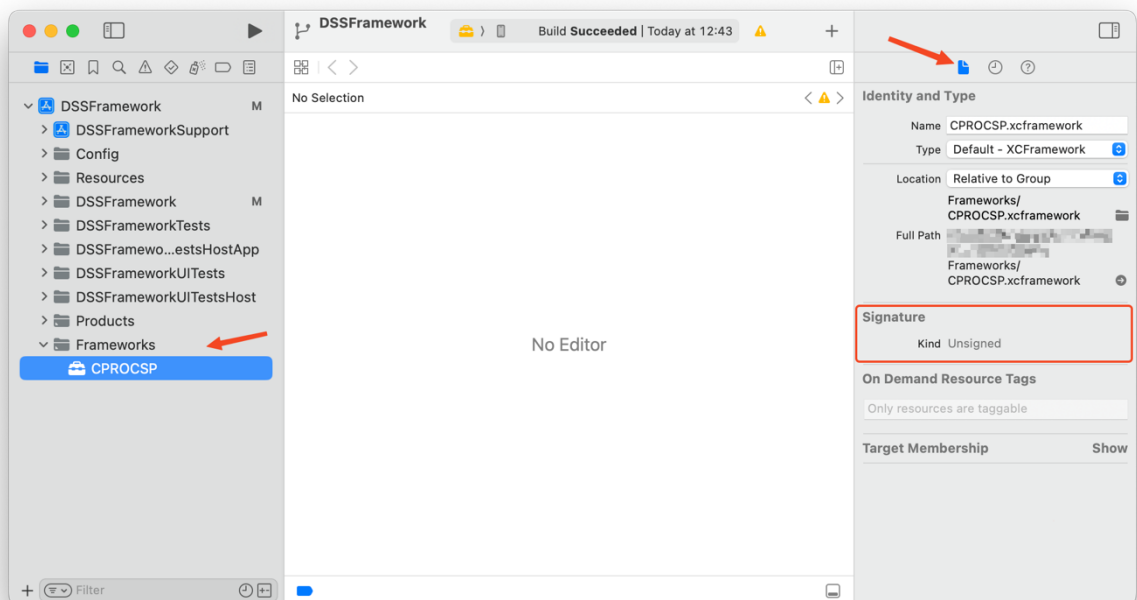 DSSFramework
Build Succeeded | Today at 12:43
DSSFramework M
DSSFrameworkSupport
Config
Resources
DSSFramework M
DSSFrameworkTests
DSSFramewo...estsHostApp
DSSFrameworkUITests
DSSFrameworkUITestsHost
Products
Frameworks
CPROCSP
Filter
No Selection
No Editor
Identity and Type
Name CPROCSP.xcframework
Type Default - XCFramework
Location Relative to Group
Frameworks/
CPROCSP.xcframework
Full Path
Frameworks/
CPROCSP.xcframework
Signature
Kind Unsigned
On Demand Resource Tags
Only resources are taggable
Target Membership Show